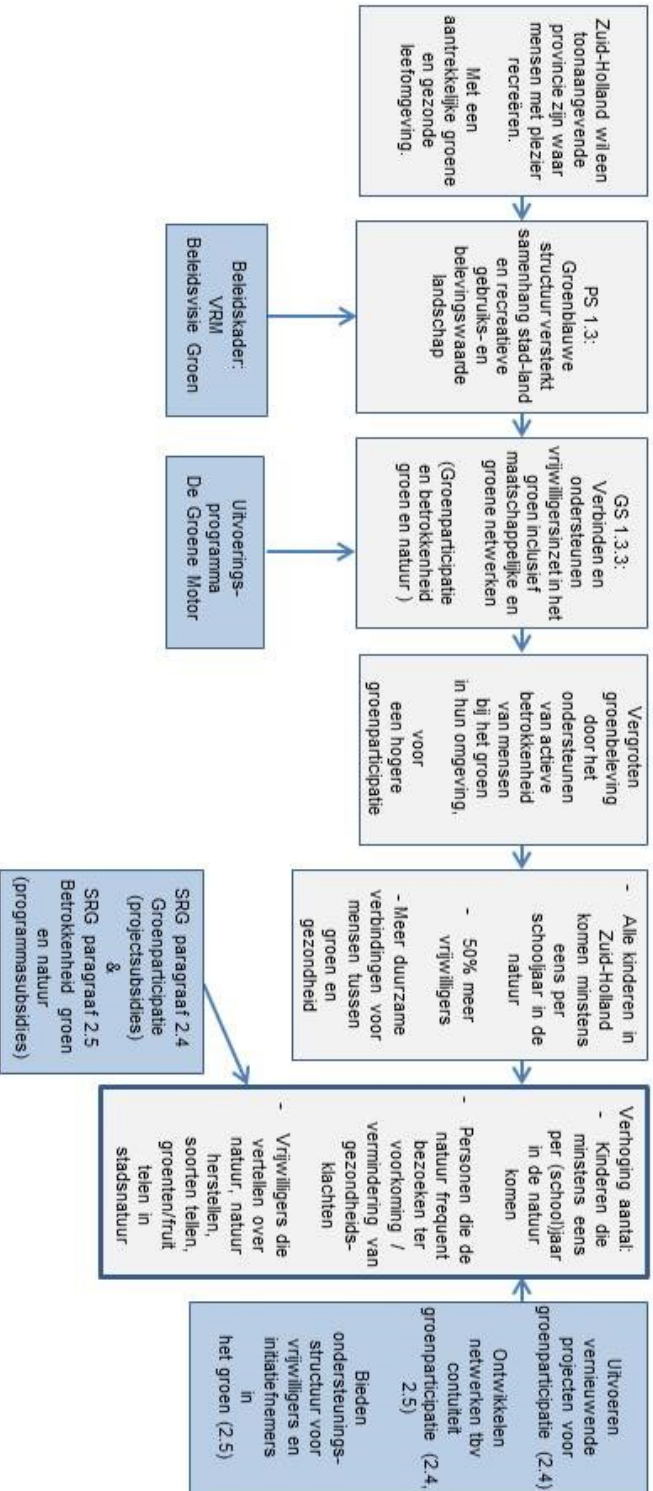 Zuid-Holland wil een
toonaangevende
provincie zijn waar
mensen met plezier
recreëren.
Met een
aantrekkelijke groene
en gezonde
leefomgeving.
PS 1.3:
Groenblauwe
structuur versterkt
samenhang stad-land
en recreatieve
gebruiks- en
belevingswaarde
landschap
Beleidskader:
VRM
Beleidsvisie Groen
GS 1.3.3:
Verbinden en
ondersteunen
vrijwilligersinzet in het
groen inclusief
maatschappelijke en
groene netwerken
(Groenparticipatie
en betrokkenheid
groen en natuur )
Uitvoerings-
programma
De Groene Motor
Vergroten
groenbeleving
door het
ondersteunen
van actieve
betrokkenheid
van mensen
bij het groen
in hun omgeving,
voor
een hogere
groenparticipatie
- Alle kinderen in
Zuid-Holland
komen minstens
eens per
schooljaar in de
natuur
- 50% meer
vrijwilligers
- Meer duurzame
verbindingen voor
mensen tussen
groen en
gezondheid
SRG paragraaf 2.4
Groenparticipatie
(projectsubsidies)
&
SRG paragraaf 2.5
Betrokkenheid groen
en natuur
(programmasubsidies)
Verhoging aantal:
- Kinderen die
minstens eens
per (school)jaar
in de natuur
komen
- Personen die de
natuur frequent
bezoeken ter
voorkoming /
vermindering van
gezondheids-
klachten
- Vrijwilligers die
vertellen over
natuur, natuur
herstellen,
soorten tellen,
groenten/fruit
telen in
stadsnatuur
Uitvoeren
vernieuwende
projecten voor
groenparticipatie (2.4)
Ontwikkelen
netwerken tbv
contuiteit
groenparticipatie (2.4,
2.5)
Bieden
ondersteunings-
structuur voor
vrijwilligers en
initiatiefnemers
in
het groen (2.5)